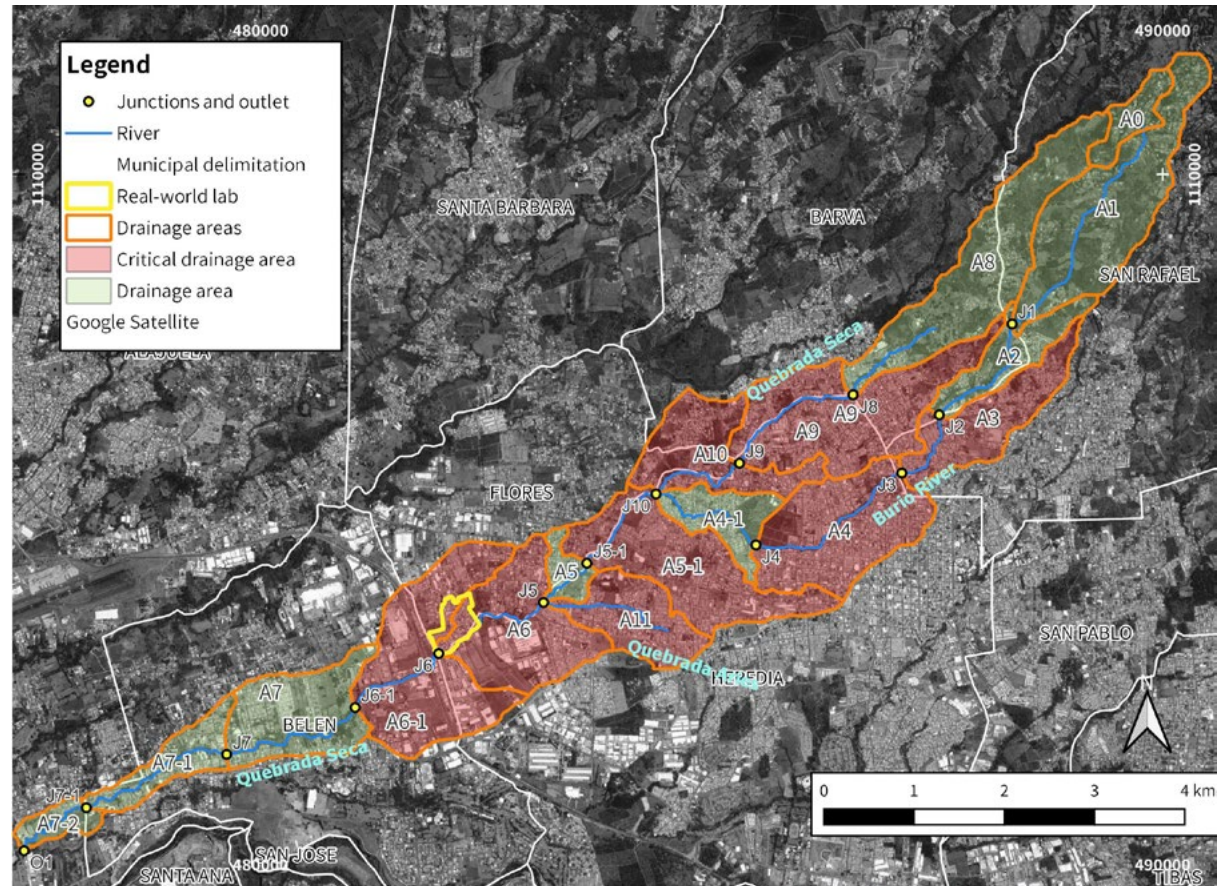 480000
490000
Legend
Junctions and outlet
River
Municipal delimitation
Real-world lab
Drainage areas
Critical drainage area
Drainage area
Google Satellite
1110000
1110000
SANTA BARBARA
BARVA
SAN RAFAEL
ALAJUELA
A0
A1
A8
J1
A2
Quebrada Seca
J8
A9
A9
J2
A3
A10
J9
J3
Burio River
J10
FLORES
A4-1
A4
J4
J5-1
A5
A5-1
J5
A11
A6
SAN PABLO
Quebrada
HEREDIA
J6
J6-1
A6-1
A7
BELEN
J7
A7-1
Quebrada Seca
J7-1
A7-2
O1
0 1 2 3 4 km
SAN JOSE
480000
490000
SANTA ANA
TIBAS